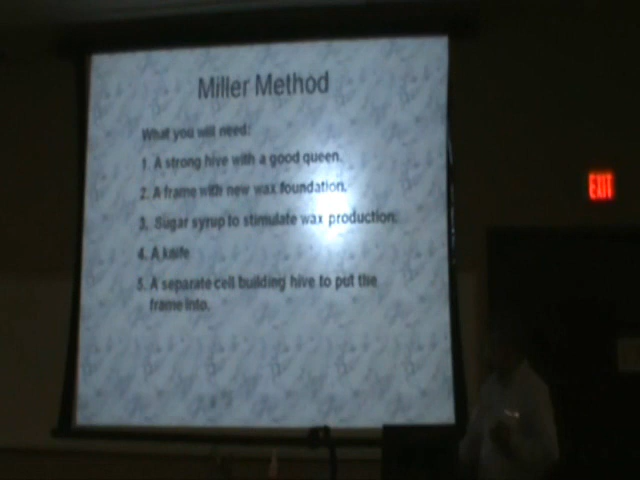 Miller Method
What you will need:
1. A strong hive with a good queen.
2. A frame with new wax foundation.
3. Sugar syrup to stimulate wax production.
4. A knife
5. A separate cell building hive to put the
frame into.
EXIT